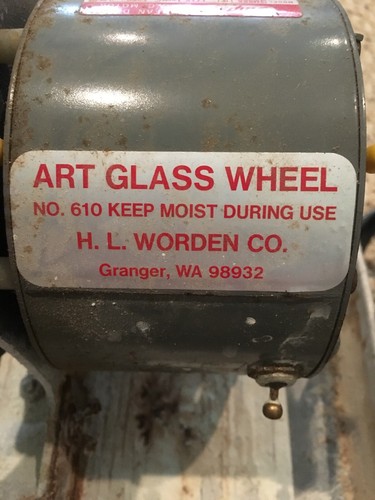 ART GLASS WHEEL
NO. 610 KEEP MOIST DURING USE
H. L. WORDEN CO.
Granger, WA 98932